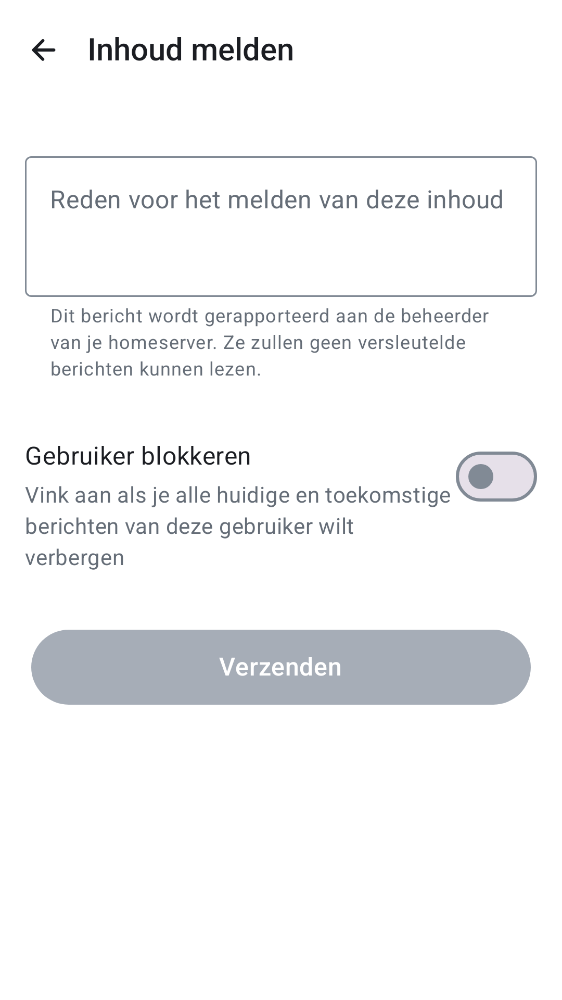 Inhoud melden
Reden voor het melden van deze inhoud
Dit bericht wordt gerapporteerd aan de beheerder
van je homeserver. Ze zullen geen versleutelde
berichten kunnen lezen.
Gebruiker blokkeren
Vink aan als je alle huidige en toekomstige
berichten van deze gebruiker wilt
verbergen
Verzenden